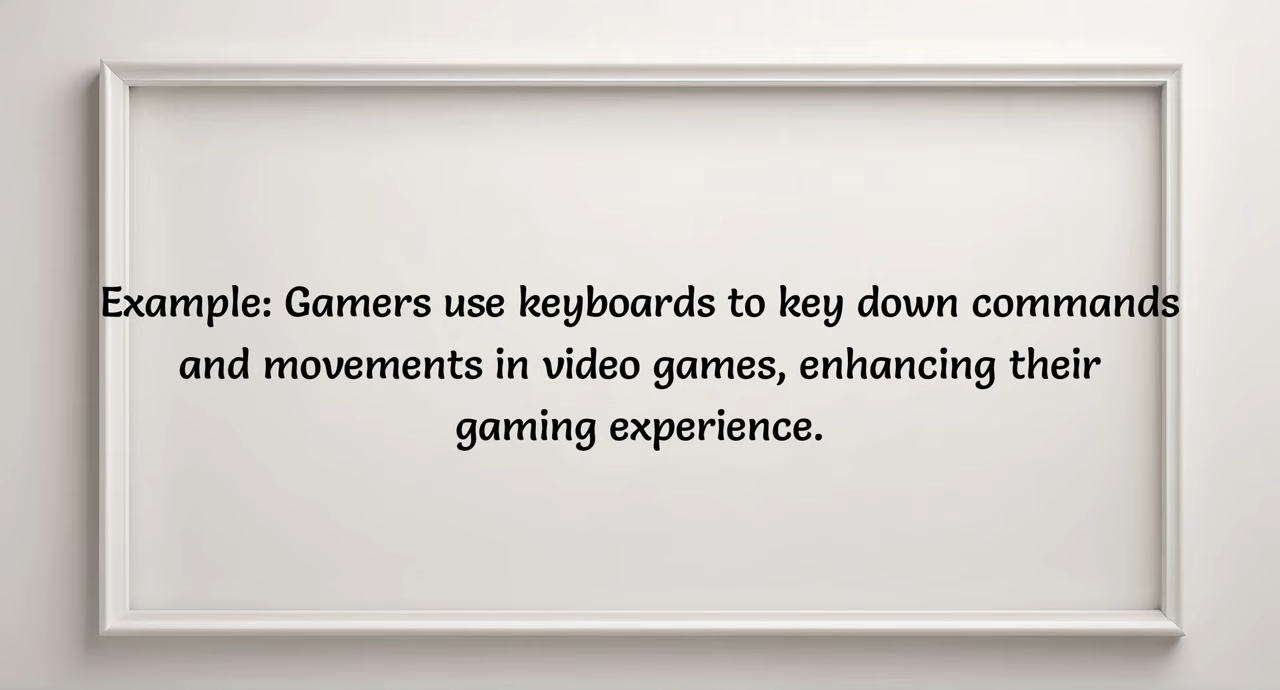 Example: Gamers use keyboards to key down commands
and movements in video games, enhancing their
gaming experience.